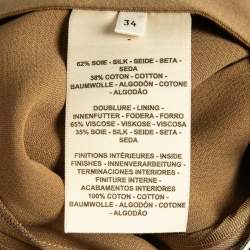 34
62% SOIE - SILK - SEIDE - SETA -
SEDA
38% COTON - COTTON -
BAUMWOLLE - ALGODÓN - COTONE
- ALGODÃO
DOUBLURE - LINING -
INNENFUTTER - FODERA - FORRO
65% VISCOSE - VISKOSE - VISCOSA
35% SOIE - SILK - SEIDE - SETA -
SEDA
FINITIONS INTÉRIEURES - INSIDE
FINISHES - INNENVERARBEITUNG -
TERMINACIONES INTERIORES -
FINITURE INTERIORI -
ACABAMENTOS INTERIORES
100% COTON - COTTON -
BAUMWOLLE - ALGODÓN - COTONE
- ALGODÃO